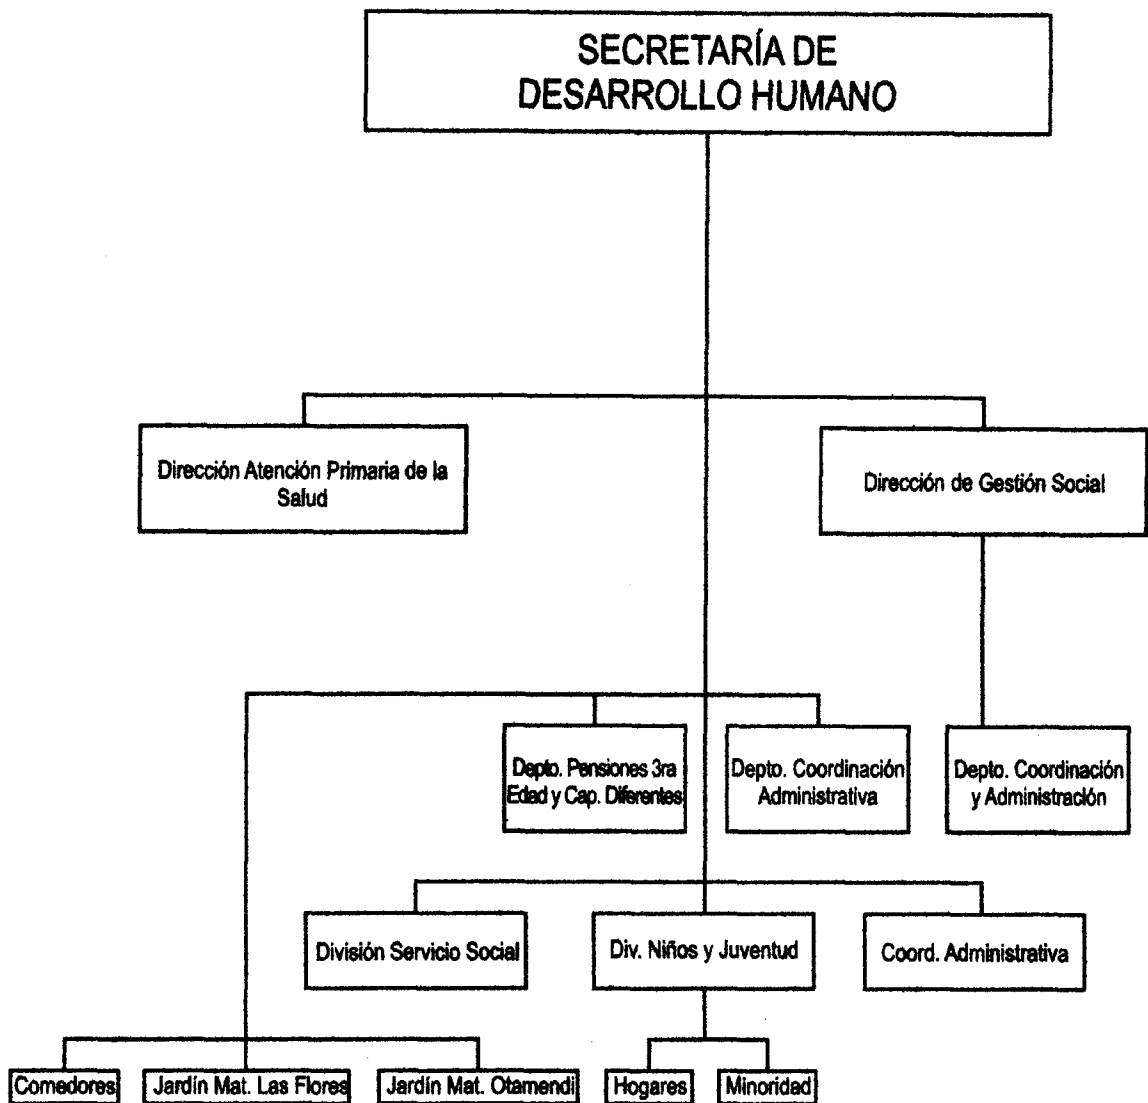 SECRETARÍA DE
DESARROLLO HUMANO
Dirección Atención Primaria de la
Salud
Dirección de Gestión Social
Depto. Pensiones 3ra
Edad y Cap. Diferentes
Depto. Coordinación
Administrativa
Depto. Coordinación
y Administración
División Servicio Social
Div. Niños y Juventud
Coord. Administrativa
Comedores
Jardín Mat. Las Flores
Jardín Mat. Otamendi
Hogares
Minoridad